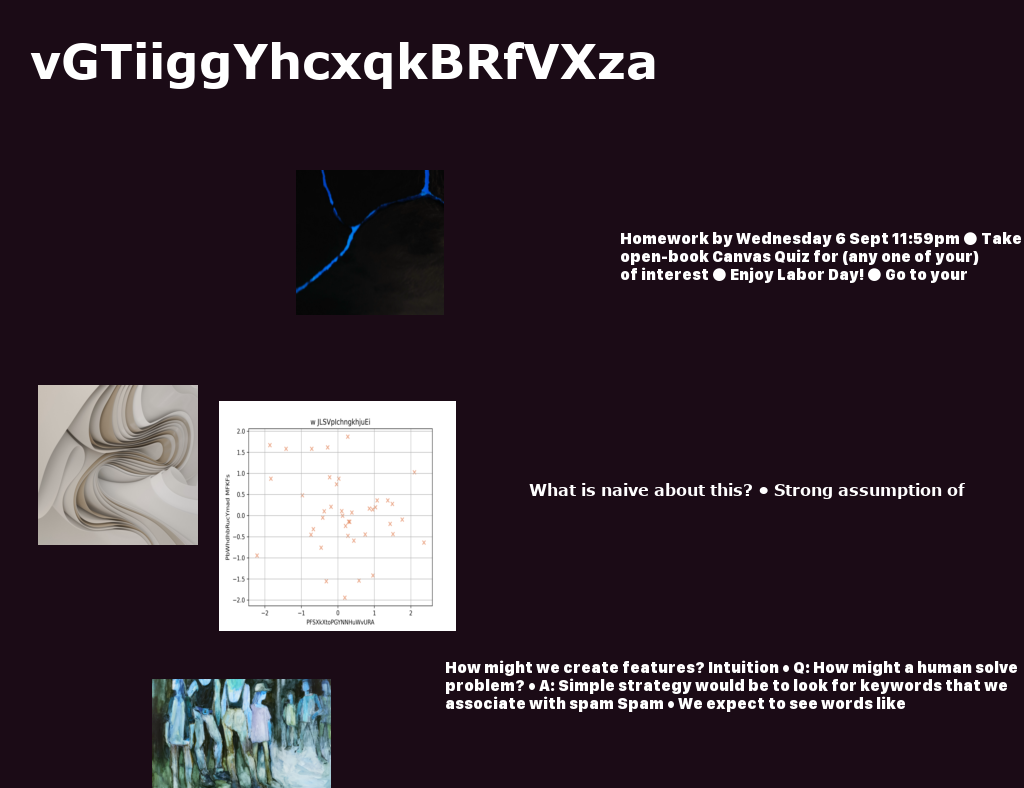 vGTiiggYhcxqkBRfVXza
Homework by Wednesday 6 Sept 11:59pm ● Take
open-book Canvas Quiz for (any one of your)
of interest ● Enjoy Labor Day! ● Go to your
w JLSVpIchngkhjuEi
2.0
1.5
1.0
0.5
0.0
−0.5
−1.0
−1.5
−2.0
−2
−1
0
1
2
PFSXkXtoPGYNNHuWvURA
What is naive about this? • Strong assumption of
How might we create features? Intuition • Q: How might a human solve
problem? • A: Simple strategy would be to look for keywords that we
associate with spam Spam • We expect to see words like